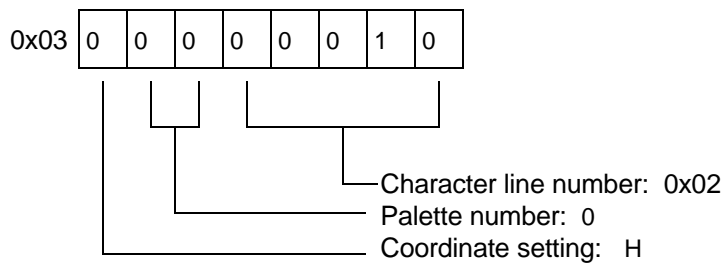 0x03 0 0 0 0 0 0 1 0
Character line number: 0x02
Palette number: 0
Coordinate setting: H